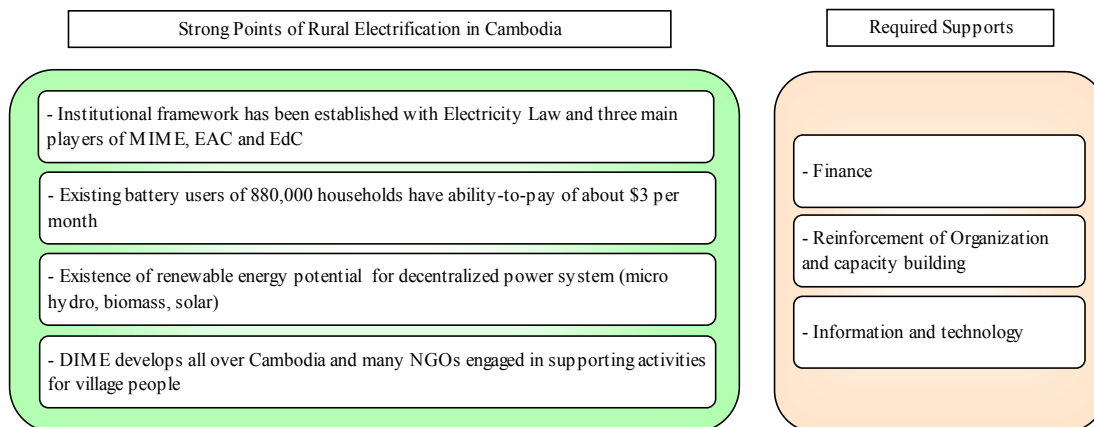 Strong Points of Rural Electrification in Cambodia
Required Supports
- Institutional framework has been established with Electricity Law and three main
players of MIME, EAC and EdC
- Existing battery users of 880,000 households have ability-to-pay of about $3 per
month
- Existence of renewable energy potential for decentralized power system (micro
hydro, biomass, solar)
- DIME develops all over Cambodia and many NGOs engaged in supporting activities
for village people
- Finance
- Reinforcement of Organization
and capacity building
- Information and technology